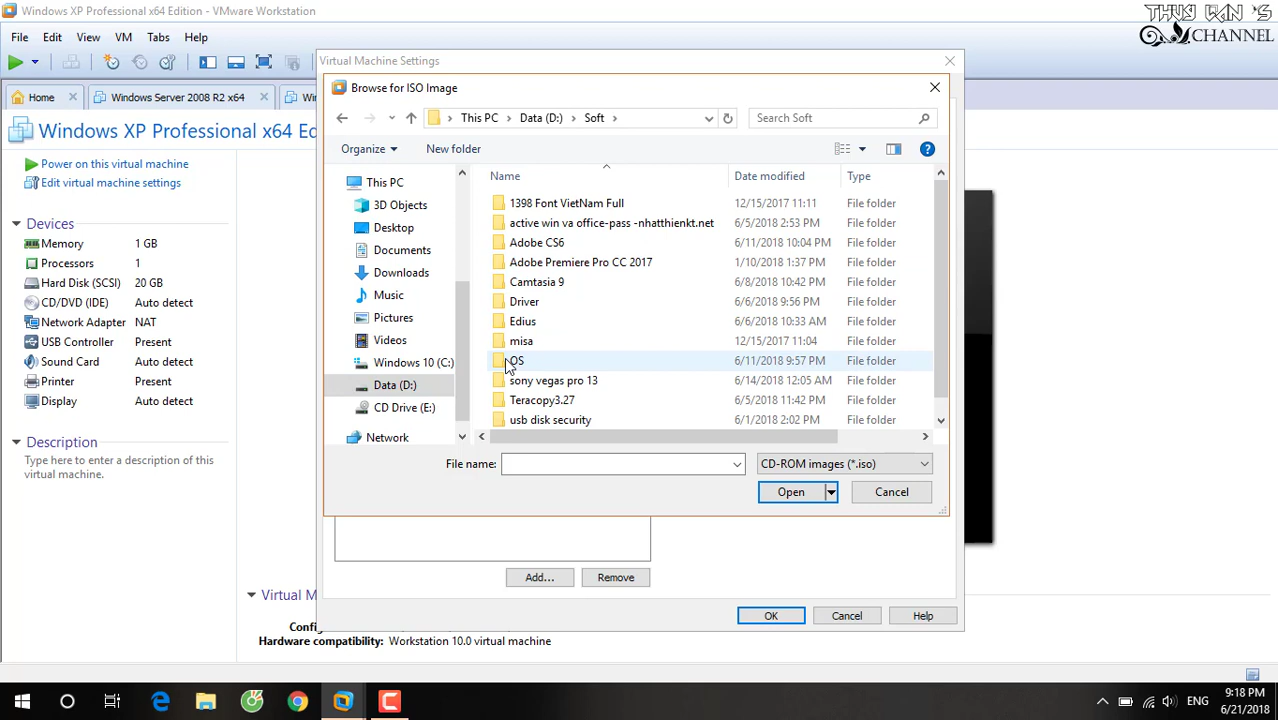 Windows XP Professional x64 Edition - VMware Workstation
THUY WIN 'S
CHANNEL
File Edit View VM Tabs Help
Home
Windows Server 2008 R2 x64
Windows XP Professional x64 Ed
Power on this virtual machine
Edit virtual machine settings
Devices
Memory 1 GB
Processors 1
Hard Disk (SCSI) 20 GB
CD/DVD (IDE) Auto detect
Network Adapter NAT
USB Controller Present
Sound Card Auto detect
Printer Present
Display Auto detect
Description
Type here to enter a description of this
virtual machine.
Virtual Machine Settings
Browse for ISO Image
This PC > Data (D:) > Soft >
Search Soft
Organize
New folder
This PC
3D Objects
Desktop
Documents
Downloads
Music
Pictures
Videos
Windows 10 (C:)
Data (D:)
CD Drive (E:)
Network
Name Date modified Type
1398 Font VietNam Full 12/15/2017 11:11 File folder
active win va office-pass -nhatthienkt.net 6/5/2018 2:53 PM File folder
Adobe CS6 6/11/2018 10:04 PM File folder
Adobe Premiere Pro CC 2017 1/10/2018 1:37 PM File folder
Camtasia 9 6/8/2018 10:42 PM File folder
Driver 6/6/2018 9:56 PM File folder
Edius 6/6/2018 10:33 AM File folder
misa 12/15/2017 11:04 File folder
OS 6/11/2018 9:57 PM File folder
sony vegas pro 13 6/14/2018 12:05 AM File folder
Teracopy3.27 6/5/2018 11:42 PM File folder
usb disk security 6/1/2018 2:02 PM File folder
File name:
CD-ROM images (*.iso)
Open
Cancel
Add...
Remove
OK
Cancel
Help
Virtual M
Config
Hardware compatibility: Workstation 10.0 virtual machine
ENG
9:18 PM
6/21/2018